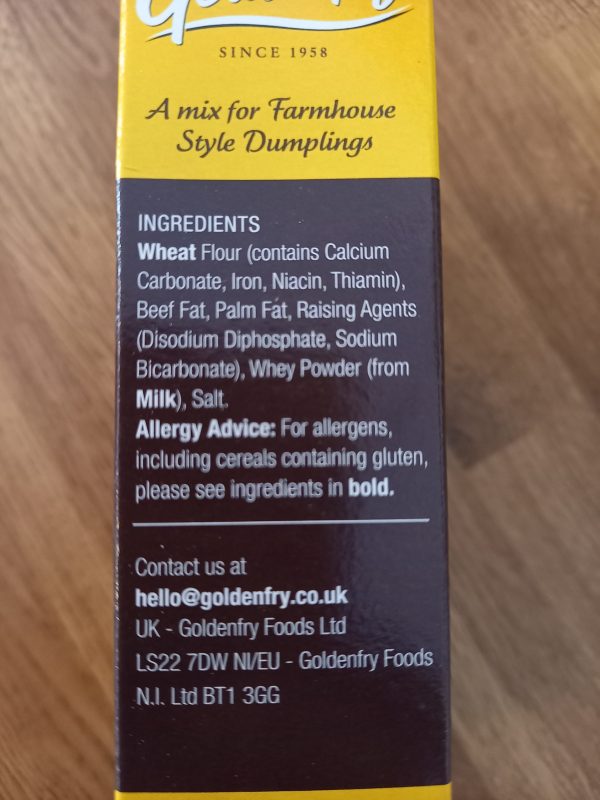 SINCE 1958
A mix for Farmhouse
Style Dumplings
INGREDIENTS
Wheat Flour (contains Calcium
Carbonate, Iron, Niacin, Thiamin),
Beef Fat, Palm Fat, Raising Agents
(Disodium Diphosphate, Sodium
Bicarbonate), Whey Powder (from
Milk), Salt.
Allergy Advice: For allergens,
including cereals containing gluten,
please see ingredients in bold.
Contact us at
hello@goldenfry.co.uk
UK - Goldenfry Foods Ltd
LS22 7DW NI/EU - Goldenfry Foods
N.I. Ltd BT1 3GG